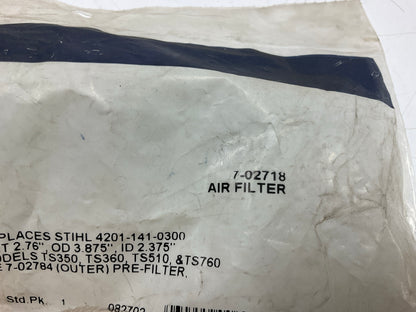 7-02718
AIR FILTER
PLACES STIHL 4201-141-0300
T 2.76", OD 3.875", ID 2.375"
ODELS TS350, TS360, TS510, &TS760
E 7-02784 (OUTER) PRE-FILTER.
Std.Pk. 1
082702